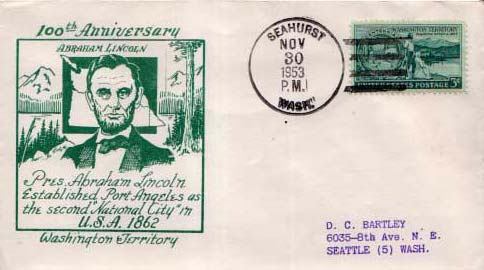 100th Anniversary
ABRAHAM LINCOLN
Pres. Abraham Lincoln
Established Port Angeles as
the second "National City" in
U.S.A. 1862
Washington Territory
SEAHURST
NOV
30
1953
P.M.
WASH.
WASHINGTON TERRITORY
UNITED STATES POSTAGE 3¢
D. C. BARTLEY
6035-8th Ave. N. E.
SEATTLE (5) WASH.